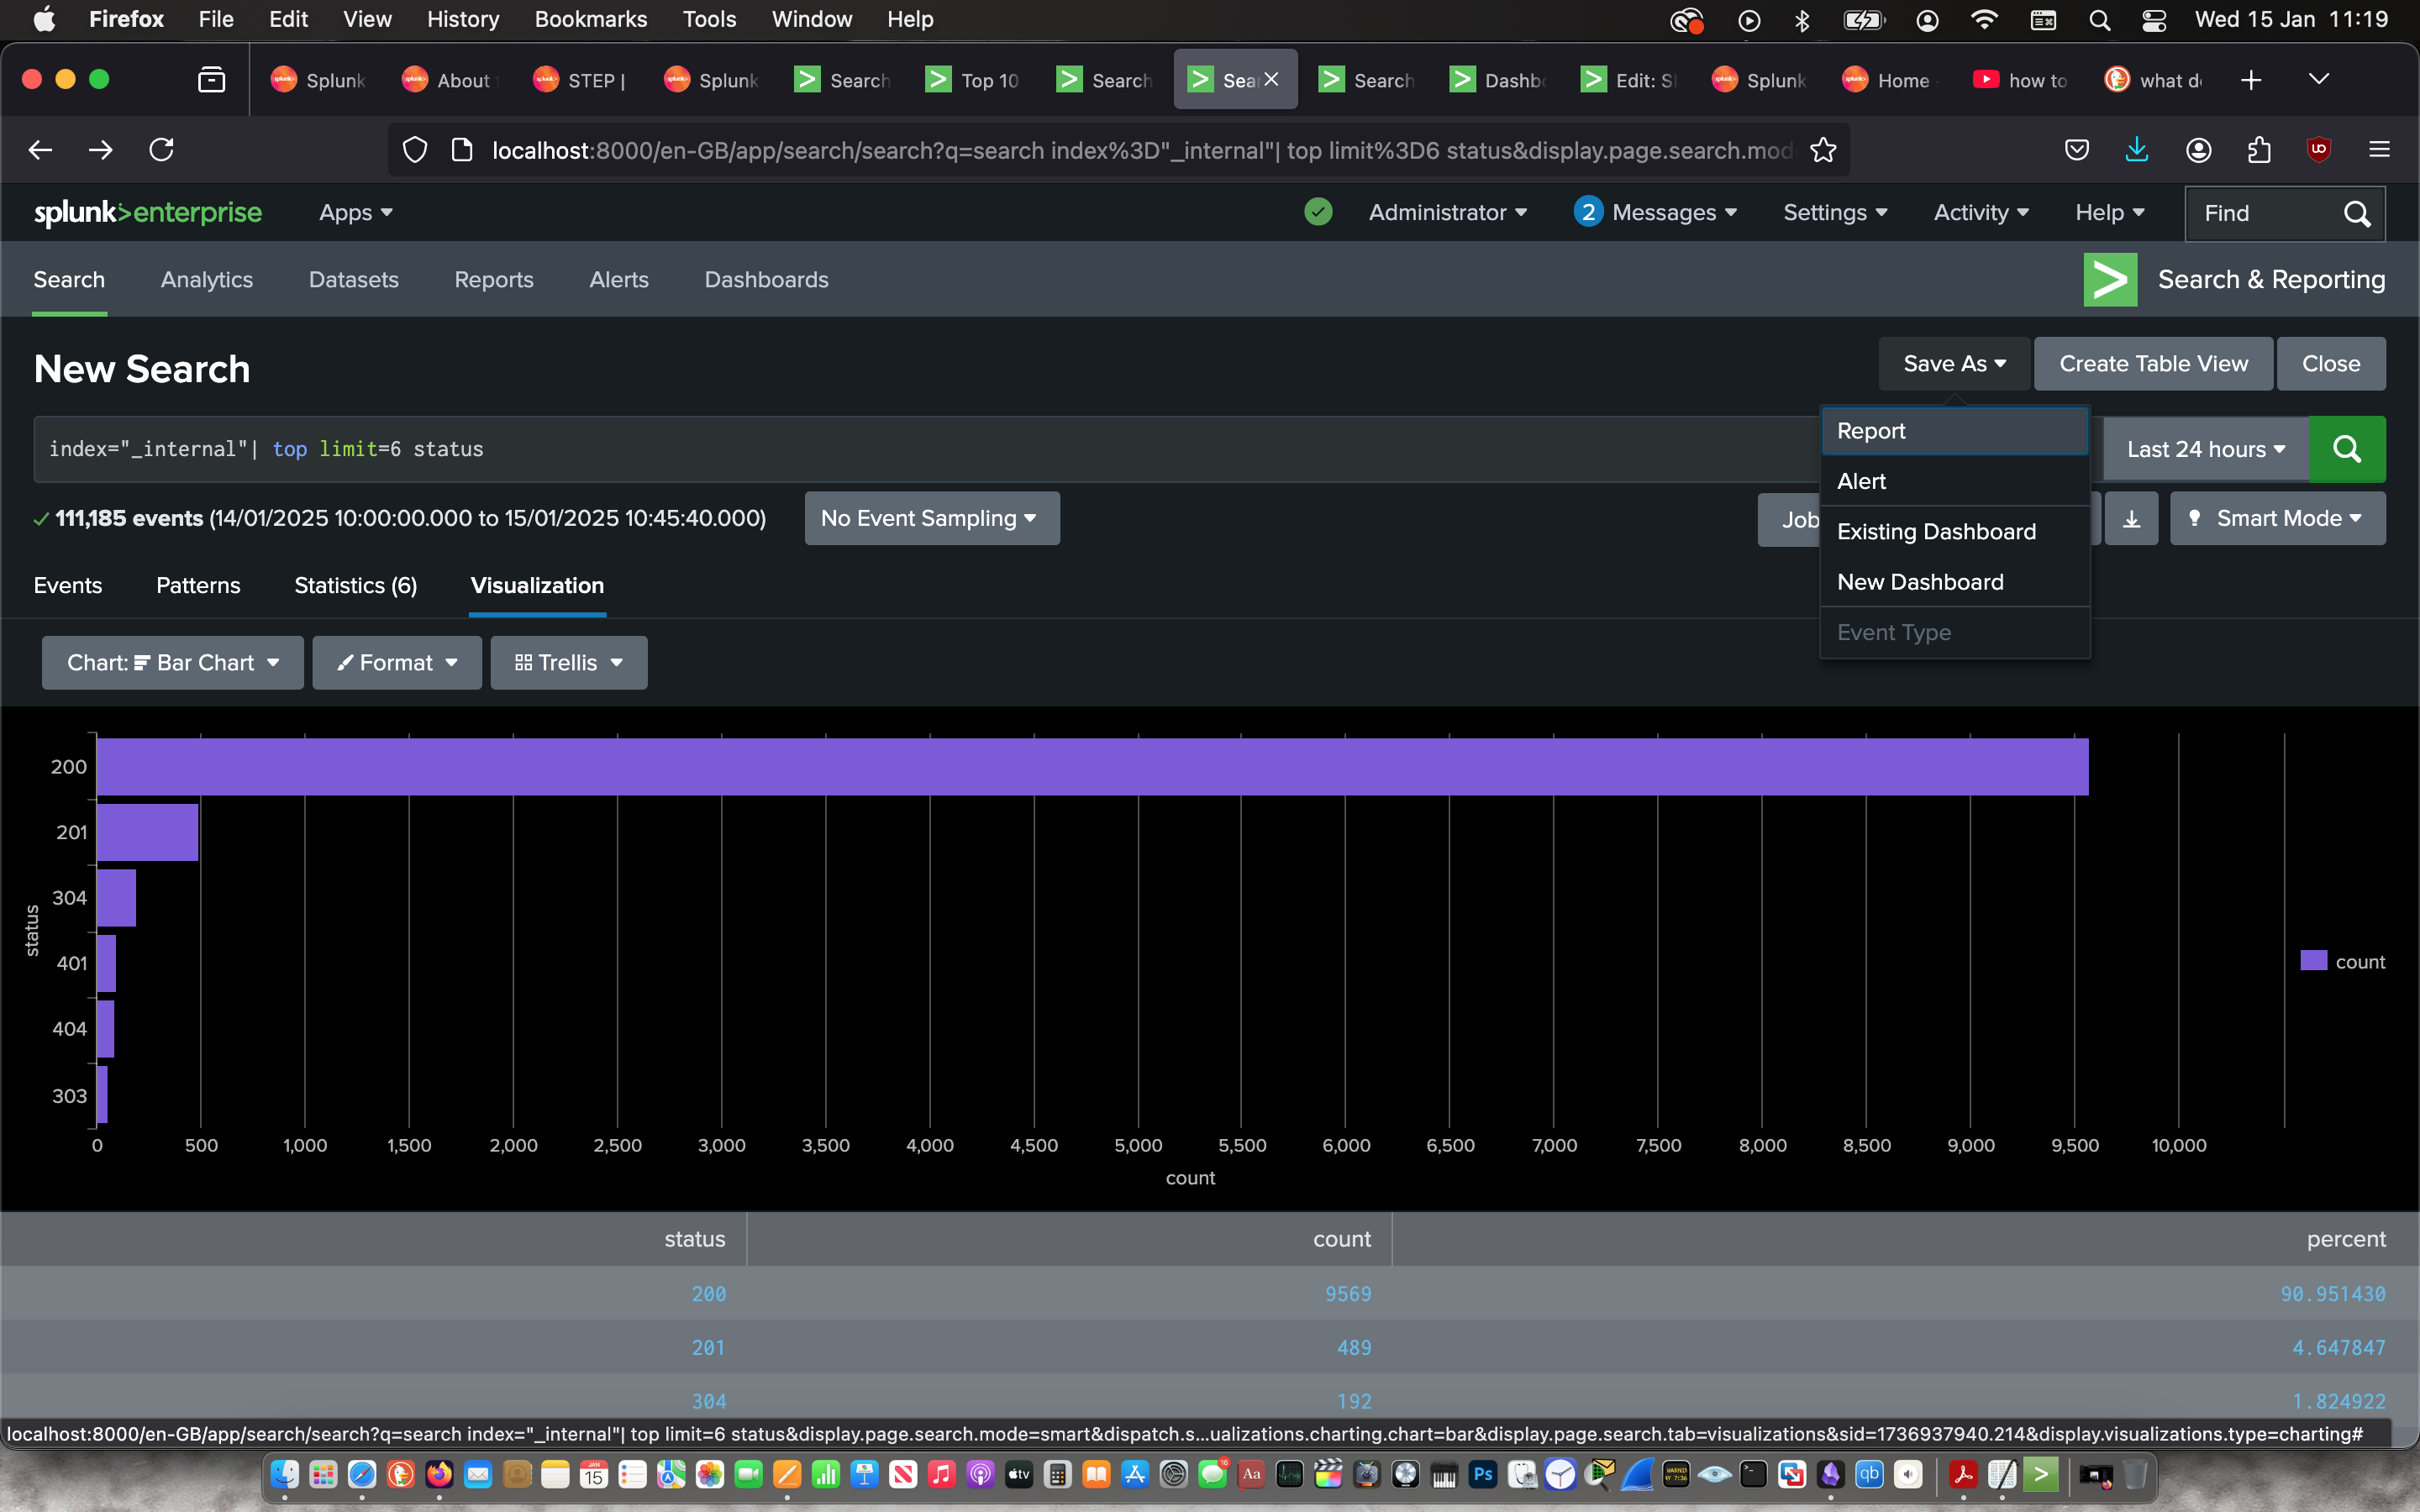 Firefox File Edit View History Bookmarks Tools Window Help Wed 15 Jan 11:19
Splunk About STEP | Splunk Search Top 10 Search Sea Search Dashb Edit: S Splunk Home how to what d
localhost:8000/en-GB/app/search/search?q=search index%3D"_internal"| top limit%3D6 status&display.page.search.mod
splunk>enterprise Apps Administrator 2 Messages Settings Activity Help Find
Search Analytics Datasets Reports Alerts Dashboards Search & Reporting
New Search
Save As Create Table View Close
index="_internal"| top limit=6 status
Last 24 hours
Report
Alert
Existing Dashboard
New Dashboard
Event Type
111,185 events (14/01/2025 10:00:00.000 to 15/01/2025 10:45:40.000) No Event Sampling Job Smart Mode
Events Patterns Statistics (6) Visualization
Chart: Bar Chart Format Trellis
status
200
201
304
401
404
303
0 500 1,000 1,500 2,000 2,500 3,000 3,500 4,000 4,500 5,000 5,500 6,000 6,500 7,000 7,500 8,000 8,500 9,000 9,500 10,000
count
count
status count percent
200 9569 90.951430
201 489 4.647847
304 192 1.824922
localhost:8000/en-GB/app/search/search?q=search index="_internal"| top limit=6 status&display.page.search.mode=smart&dispatch.s...ualizations.charting.chart=bar&display.page.search.tab=visualizations&sid=1736937940.214&display.visualizations.type=charting#
JAN
15
tv
Aa
Ps
qb
16